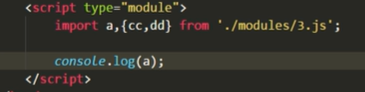 <script type="module">
import a,{cc,dd} from './modules/3.js';
console.log(a);
</script>